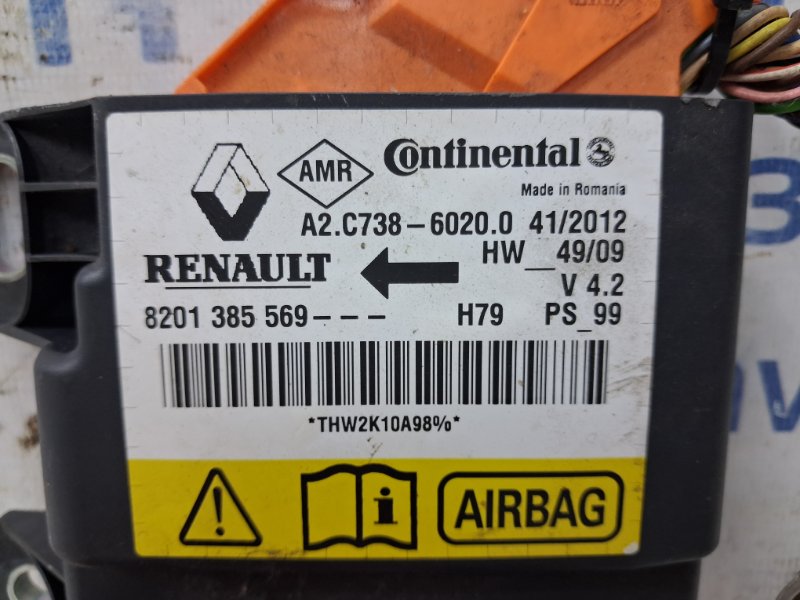 AMR
Continental
Made in Romania
A2.C738-6020.0 41/2012
HW__49/09
RENAULT
V 4.2
8201 385 569--- H79 PS_99
*THW2K10A98%*
i
AIRBAG